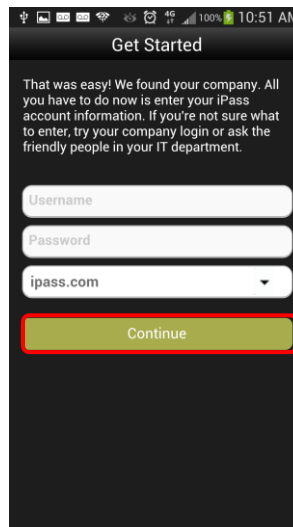 4G 100% 10:51 AM
Get Started
That was easy! We found your company. All
you have to do now is enter your iPass
account information. If you're not sure what
to enter, try your company login or ask the
friendly people in your IT department.
Username
Password
ipass.com
Continue